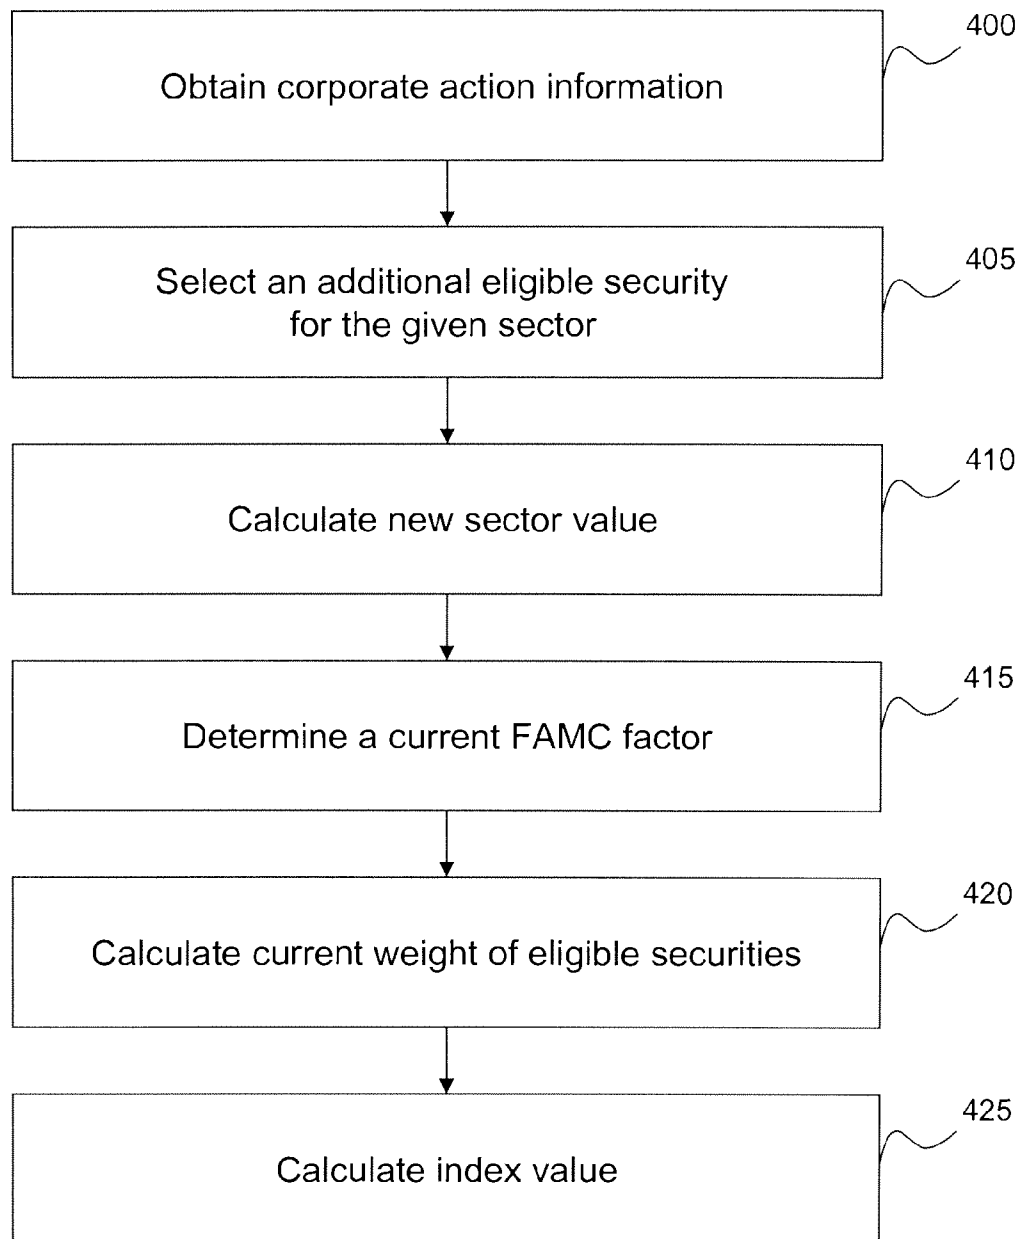 400
Obtain corporate action information
405
Select an additional eligible security
for the given sector
410
Calculate new sector value
415
Determine a current FAMC factor
420
Calculate current weight of eligible securities
425
Calculate index value